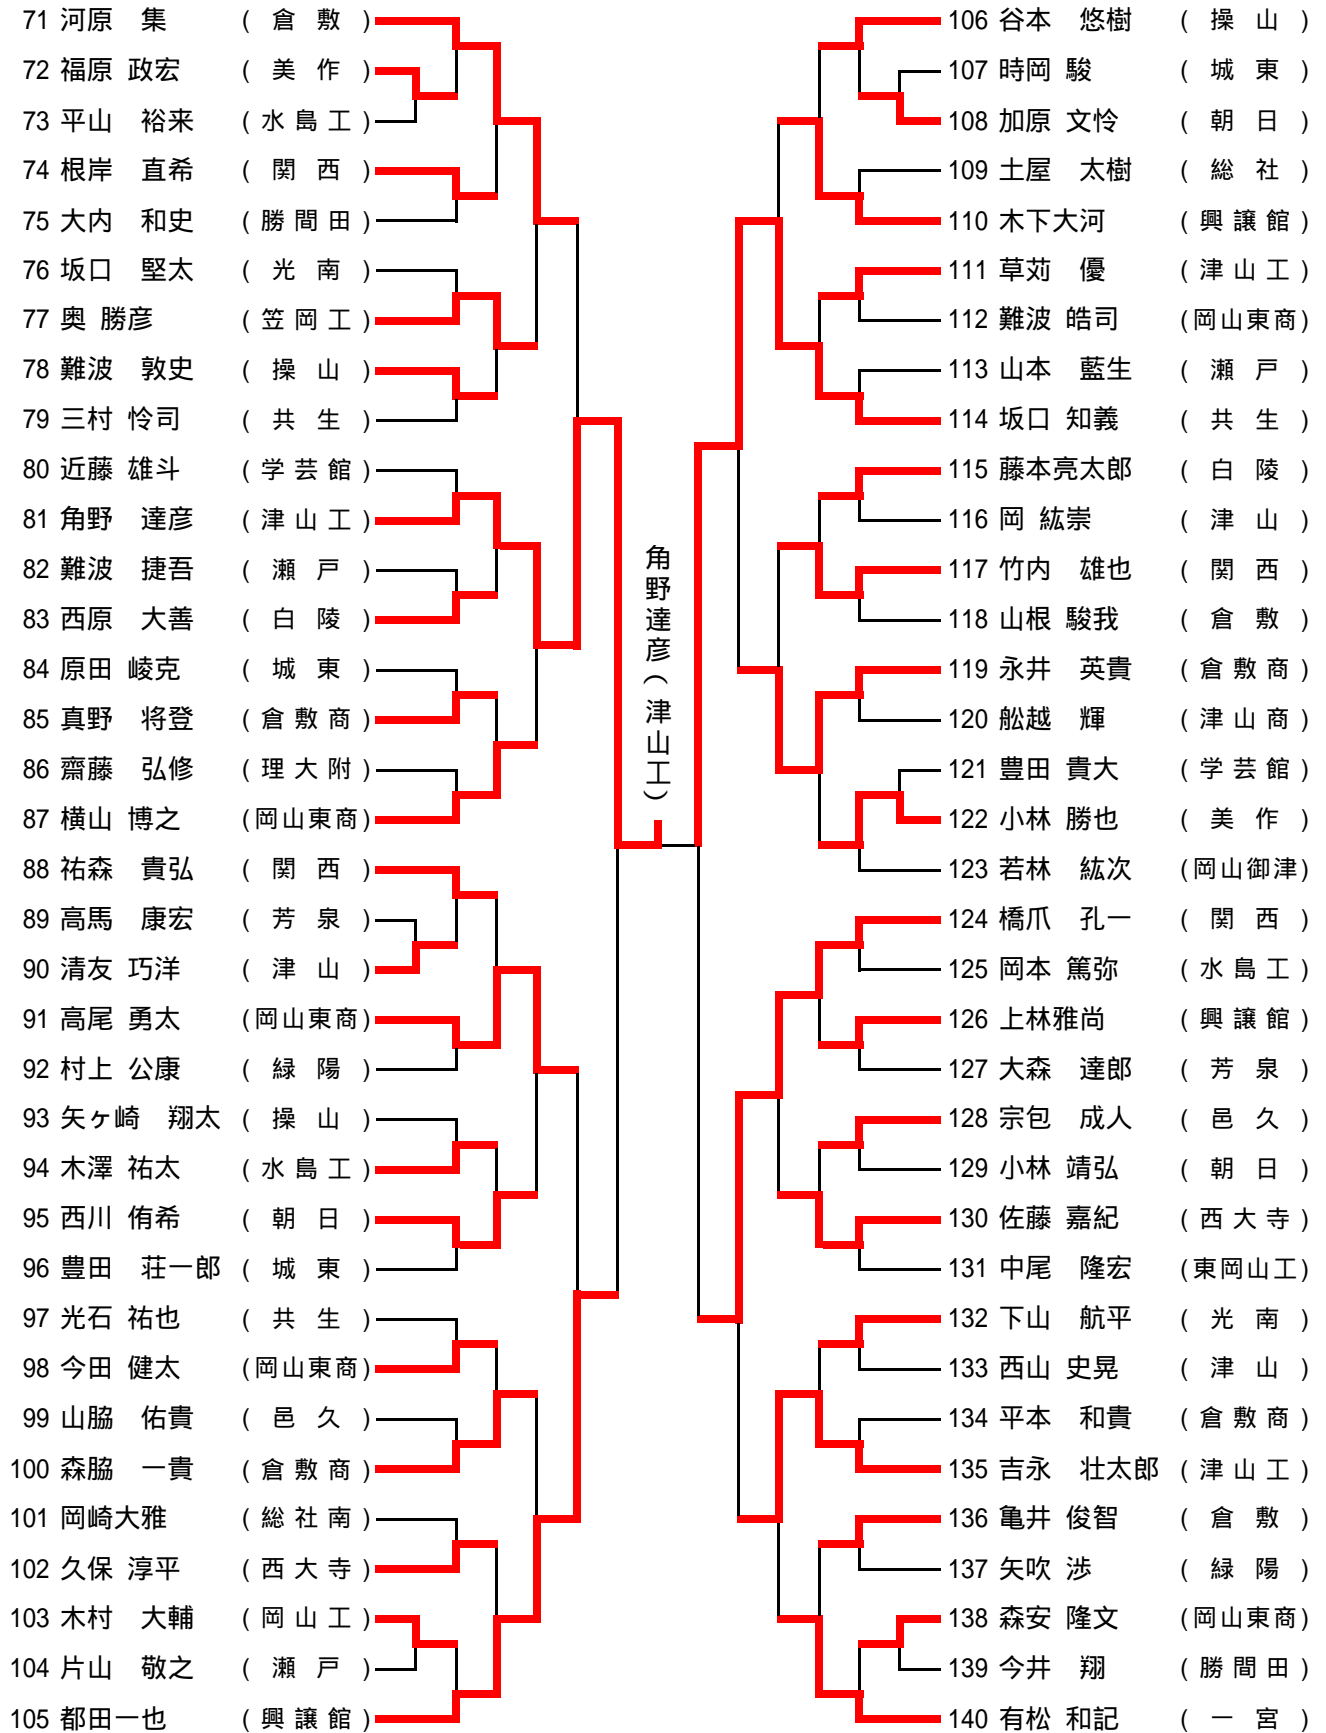 71 河原　集 ( 倉 敷 )
72 福原 政宏 ( 美 作 )
73 平山　裕来 ( 水 島 工 )
74 根岸　直希 ( 関 西 )
75 大内　和史 ( 勝 間 田 )
76 坂口　堅太 ( 光 南 )
77 奥 勝彦 ( 笠 岡 工 )
78 難波　敦史 ( 操 山 )
79 三村 怜司 ( 共 生 )
80 近藤 雄斗 ( 学 芸 館 )
81 角野　達彦 ( 津 山 工 )
82 難波　捷吾 ( 瀬 戸 )
83 西原　大善 ( 白 陵 )
84 原田 崚克 ( 城 東 )
85 真野　将登 ( 倉 敷 商 )
86 齋藤　弘修 ( 理 大 附 )
87 横山 博之 (岡山東商)
88 祐森　貴弘 ( 関 西 )
89 高馬　康宏 ( 芳 泉 )
90 清友 巧洋 ( 津 山 )
91 高尾 勇太 (岡山東商)
92 村上 公康 ( 緑 陽 )
93 矢ヶ崎　翔太 ( 操 山 )
94 木澤 祐太 ( 水 島 工 )
95 西川 侑希 ( 朝 日 )
96 豊田　荘一郎 ( 城 東 )
97 光石 祐也 ( 共 生 )
98 今田 健太 (岡山東商)
99 山脇　佑貴 ( 邑 久 )
100 森脇　一貴 ( 倉 敷 商 )
101 岡崎大雅 ( 総 社 南 )
102 久保 淳平 ( 西 大 寺 )
103 木村　大輔 ( 岡 山 工 )
104 片山　敬之 ( 瀬 戸 )
105 都田一也 ( 興 譲 館 )
角野達彦(津山工)
106 谷本　悠樹 ( 操 山 )
107 時岡 駿 ( 城 東 )
108 加原 文怜 ( 朝 日 )
109 土屋　太樹 ( 総 社 )
110 木下大河 ( 興 譲 館 )
111 草苅　優 ( 津 山 工 )
112 難波 皓司 (岡山東商)
113 山本　藍生 ( 瀬 戸 )
114 坂口 知義 ( 共 生 )
115 藤本亮太郎 ( 白 陵 )
116 岡 紘崇 ( 津 山 )
117 竹内　雄也 ( 関 西 )
118 山根 駿我 ( 倉 敷 )
119 永井　英貴 ( 倉 敷 商 )
120 舩越　輝 ( 津 山 商 )
121 豊田 貴大 ( 学 芸 館 )
122 小林 勝也 ( 美 作 )
123 若林　紘次 (岡山御津)
124 橋爪　孔一 ( 関 西 )
125 岡本 篤弥 ( 水 島 工 )
126 上林雅尚 ( 興 譲 館 )
127 大森　達郎 ( 芳 泉 )
128 宗包　成人 ( 邑 久 )
129 小林 靖弘 ( 朝 日 )
130 佐藤 嘉紀 ( 西 大 寺 )
131 中尾　隆宏 (東岡山工)
132 下山　航平 ( 光 南 )
133 西山 史晃 ( 津 山 )
134 平本　和貴 ( 倉 敷 商 )
135 吉永　壮太郎 ( 津 山 工 )
136 亀井 俊智 ( 倉 敷 )
137 矢吹 渉 ( 緑 陽 )
138 森安 隆文 (岡山東商)
139 今井　翔 ( 勝 間 田 )
140 有松 和記 ( 一 宮 )